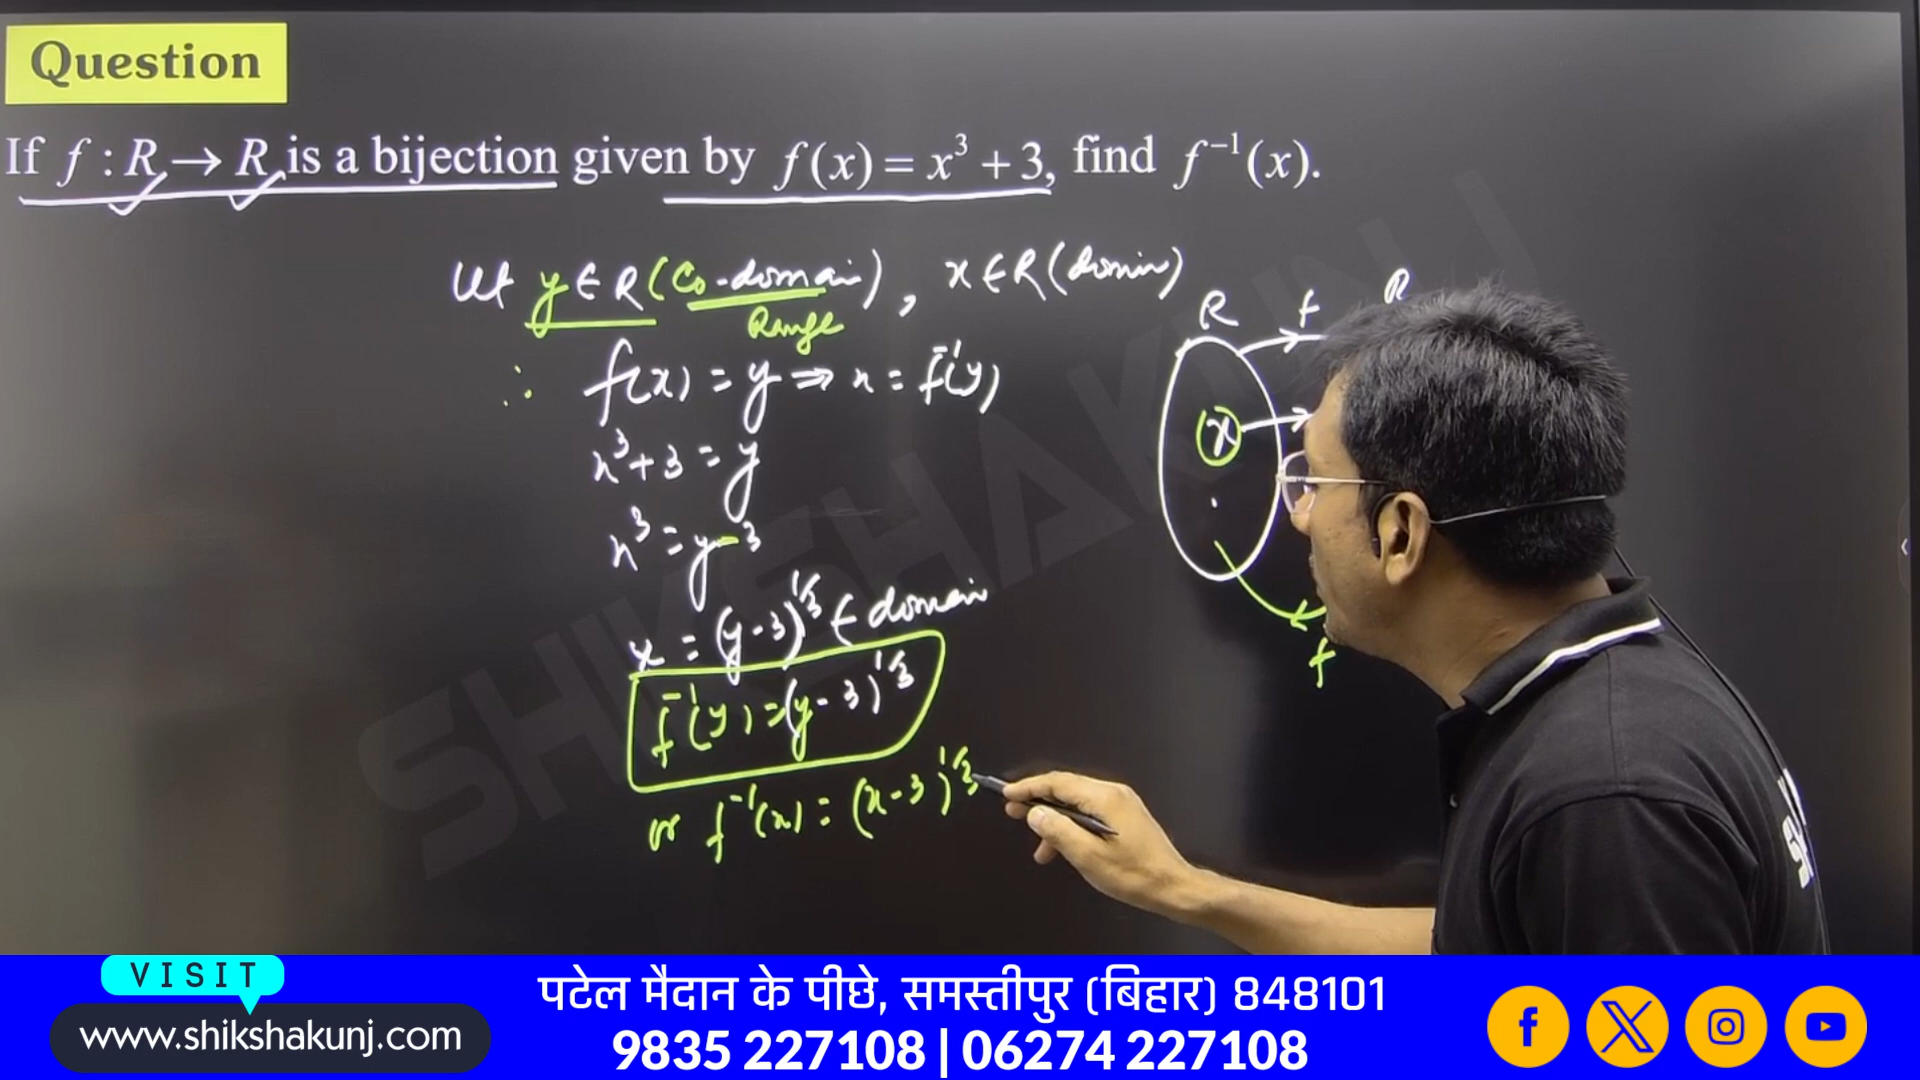 Question
If f : R → R is a bijection given by f(x) = x³ + 3, find f⁻¹(x).
Let y ∈ R (Co-domain), x ∈ R (domin)
Range
∴ f(x) = y ⇒ x = f⁻¹(y)
x³ + 3 = y
x³ = y - 3
x = (y - 3)^1/3 ∈ domain
f⁻¹(y) = (y - 3)^1/3
or f⁻¹(x) = (x - 3)^1/3
R f R
x
f
SHIKSHAKUNJ
VISIT
www.shikshakunj.com
पटेल मैदान के पीछे, समस्तीपुर (बिहार) 848101
9835 227108 | 06274 227108